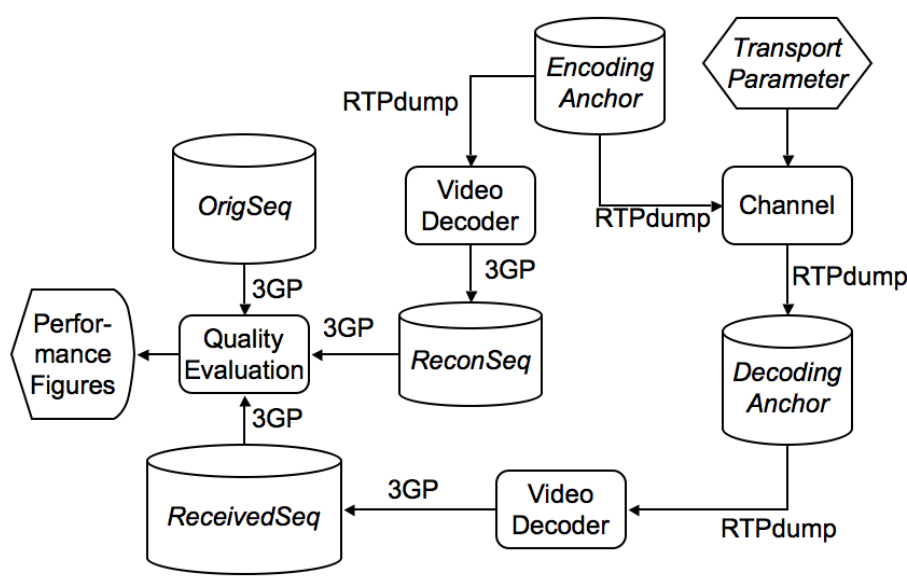 Encoding
Anchor
Transport
Parameter
RTPdump
OrigSeq
Video
Decoder
RTPdump
Channel
3GP
3GP
RTPdump
Perfor-
mance
Figures
Quality
Evaluation
3GP
ReconSeq
Decoding
Anchor
3GP
ReceivedSeq
3GP
Video
Decoder
RTPdump